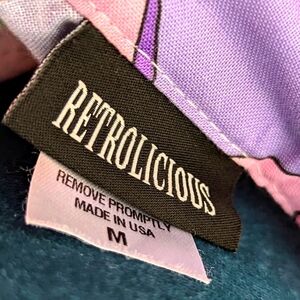 RETROLICIOUS
REMOVE PROMPTLY
MADE IN USA
M